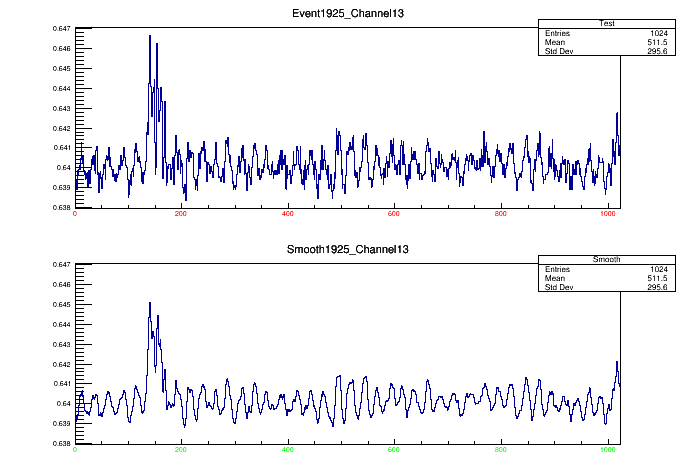 Event1925_Channel13
Test
Entries 1024
Mean 511.5
Std Dev 295.6
0.647
0.646
0.645
0.644
0.643
0.642
0.641
0.64
0.639
0.638
0 200 400 600 800 1000
Smooth1925_Channel13
Smooth
Entries 1024
Mean 511.5
Std Dev 295.6
0.647
0.646
0.645
0.644
0.643
0.642
0.641
0.64
0.639
0.638
0 200 400 600 800 1000